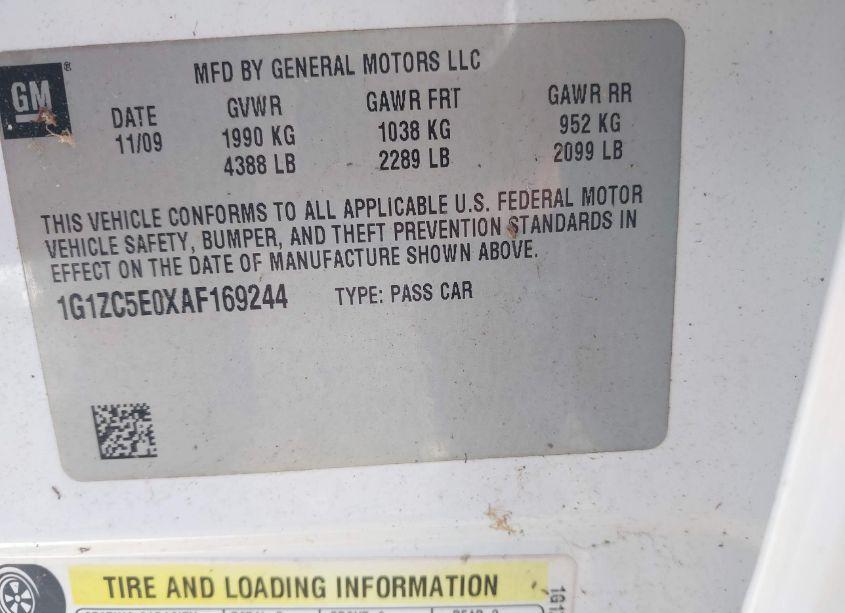 GM
MFD BY GENERAL MOTORS LLC
DATE GVWR GAWR FRT GAWR RR
11/09 1990 KG 1038 KG 952 KG
4388 LB 2289 LB 2099 LB
THIS VEHICLE CONFORMS TO ALL APPLICABLE U.S. FEDERAL MOTOR
VEHICLE SAFETY, BUMPER, AND THEFT PREVENTION STANDARDS IN
EFFECT ON THE DATE OF MANUFACTURE SHOWN ABOVE.
1G1ZC5E0XAF169244 TYPE: PASS CAR
TIRE AND LOADING INFORMATION